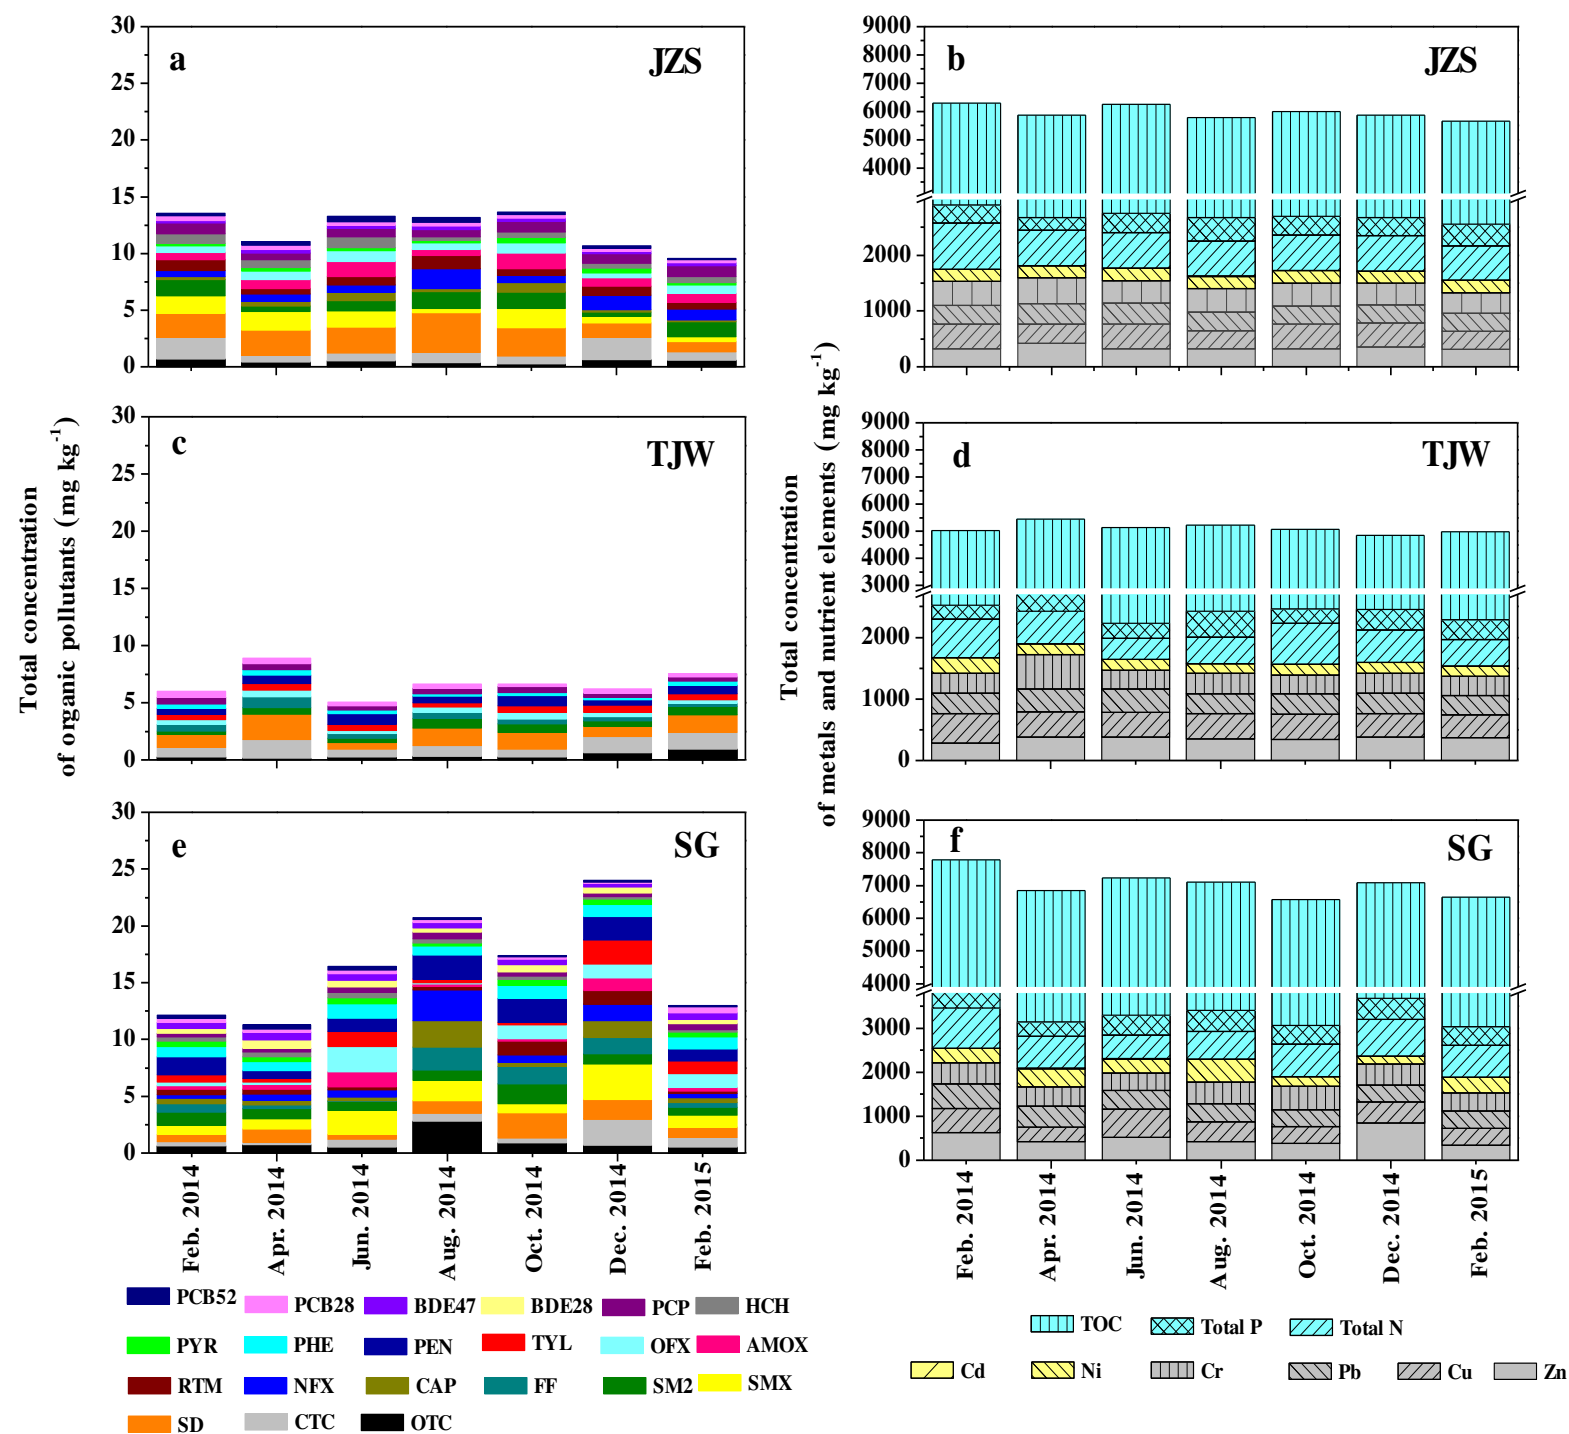 Total concentration
of organic pollutants (mg kg-1)
a
JZS
30
25
20
15
10
5
0
c
TJW
30
25
20
15
10
5
0
e
SG
30
25
20
15
10
5
0
Feb. 2014
Apr. 2014
Jun. 2014
Aug. 2014
Oct. 2014
Dec. 2014
Feb. 2015
PCB52 PCB28 BDE47 BDE28 PCP HCH
PYR PHE PEN TYL OFX AMOX
RTM NFX CAP FF SM2 SMX
SD CTC OTC
Total concentration
of metals and nutrient elements (mg kg-1)
b
JZS
9000
8000
7000
6000
5000
4000
2000
1000
0
d
TJW
9000
8000
7000
6000
5000
4000
3000
2000
1000
0
f
SG
9000
8000
7000
6000
5000
4000
3000
2000
1000
0
Feb. 2014
Apr. 2014
Jun. 2014
Aug. 2014
Oct. 2014
Dec. 2014
Feb. 2015
TOC Total P Total N
Cd Ni Cr Pb Cu Zn